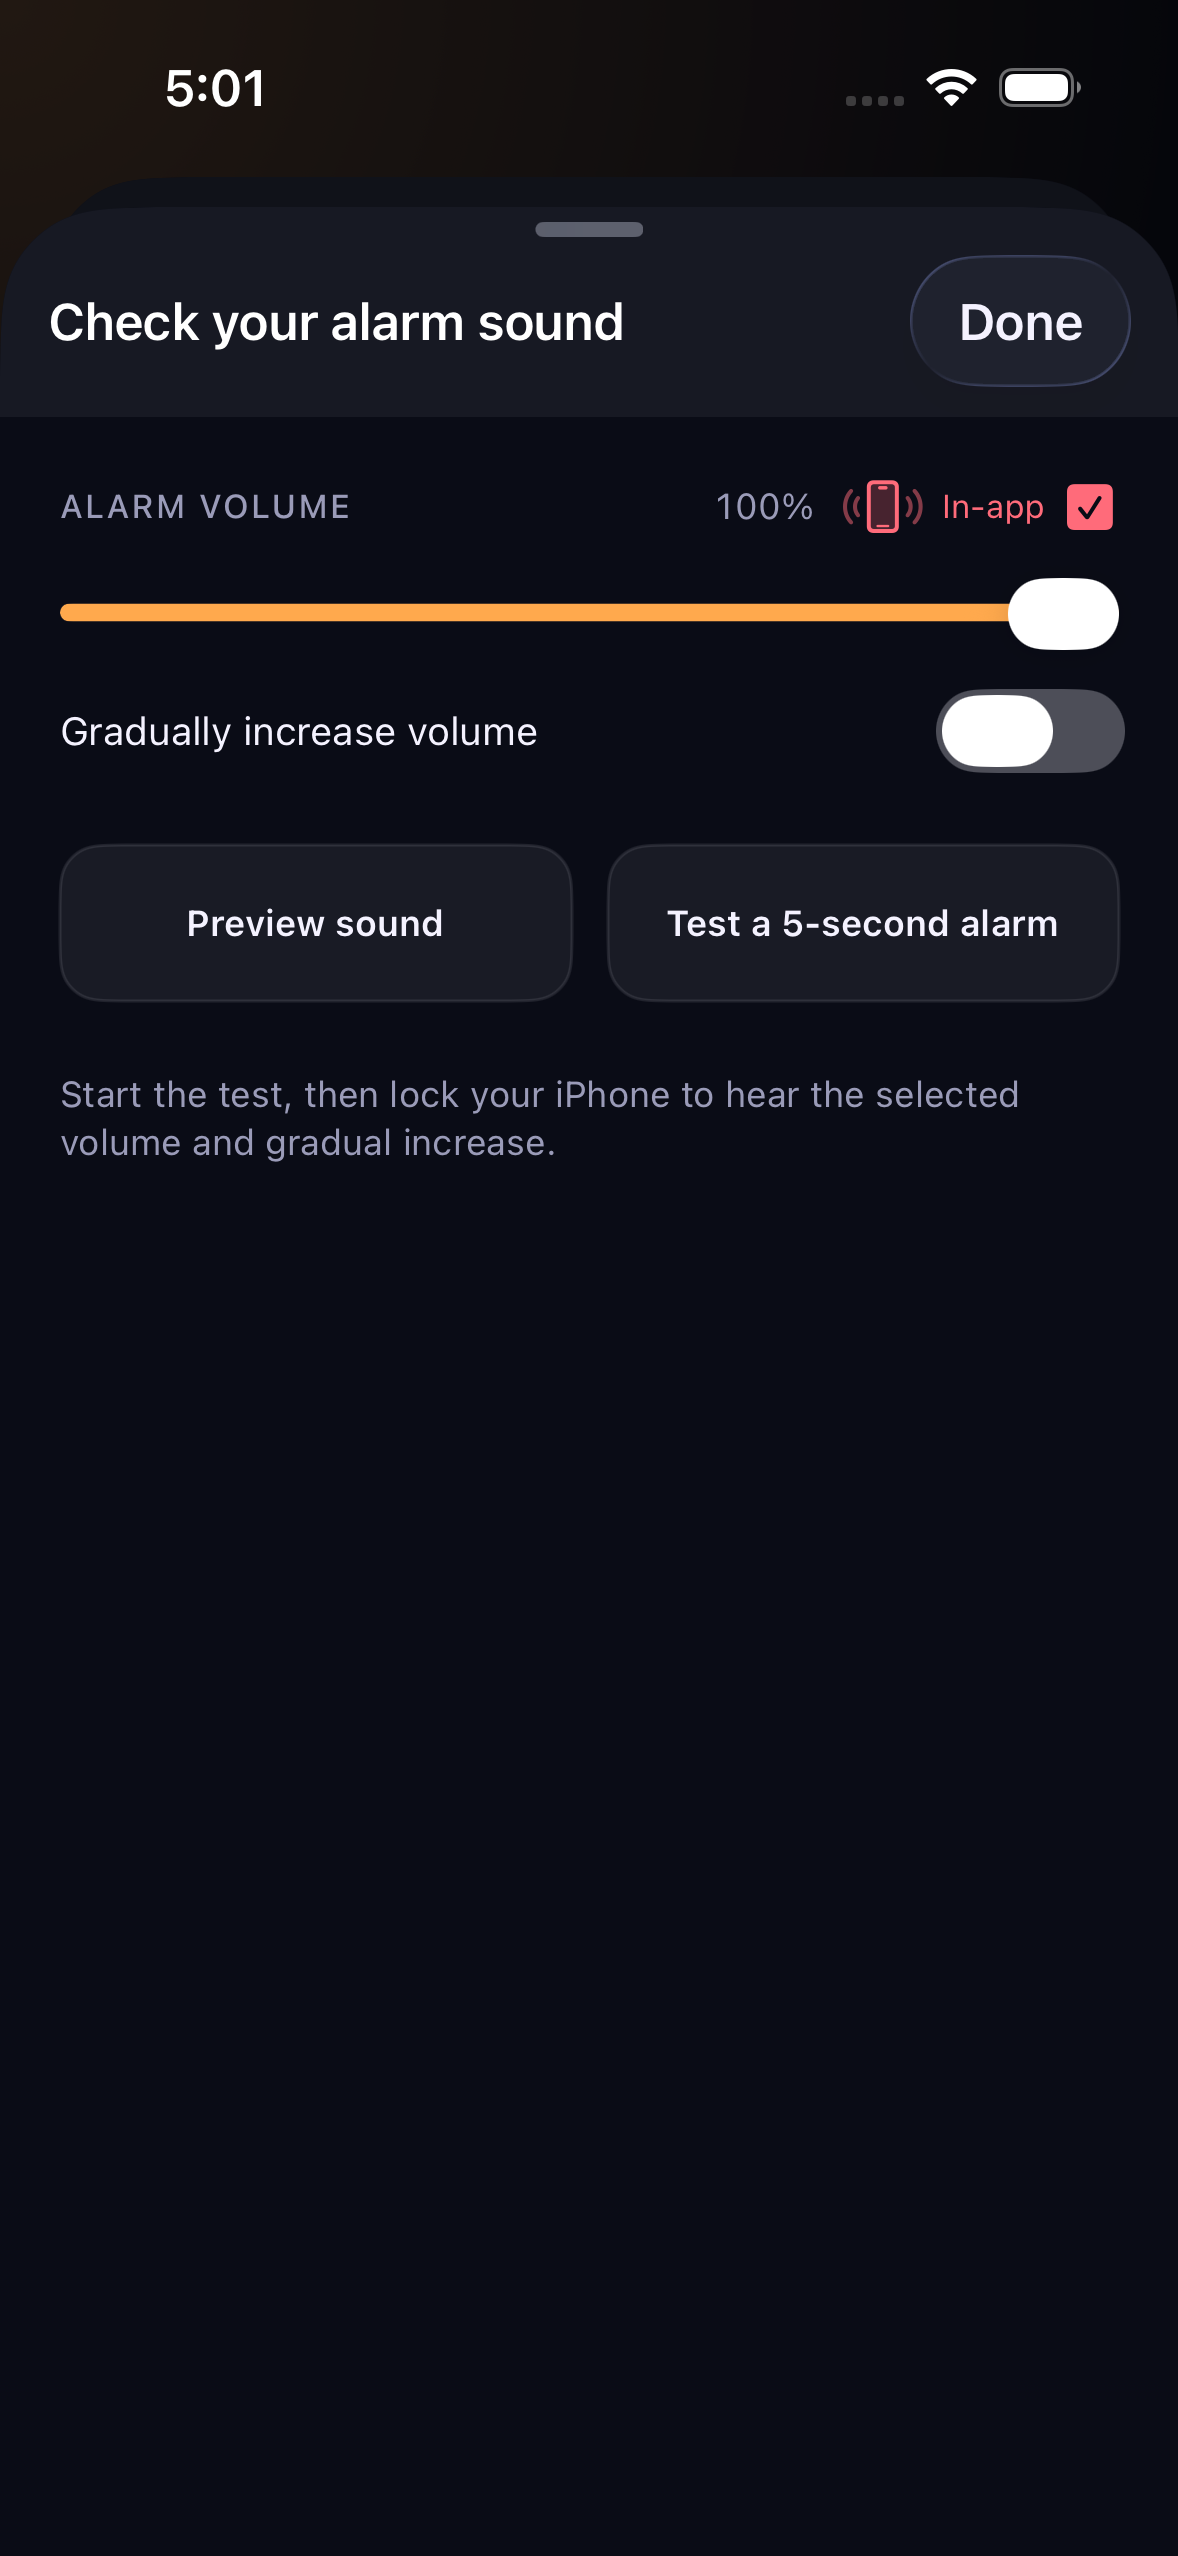 5:01
Check your alarm sound
Done
ALARM VOLUME
100%
In-app
Gradually increase volume
Preview sound
Test a 5-second alarm
Start the test, then lock your iPhone to hear the selected
volume and gradual increase.